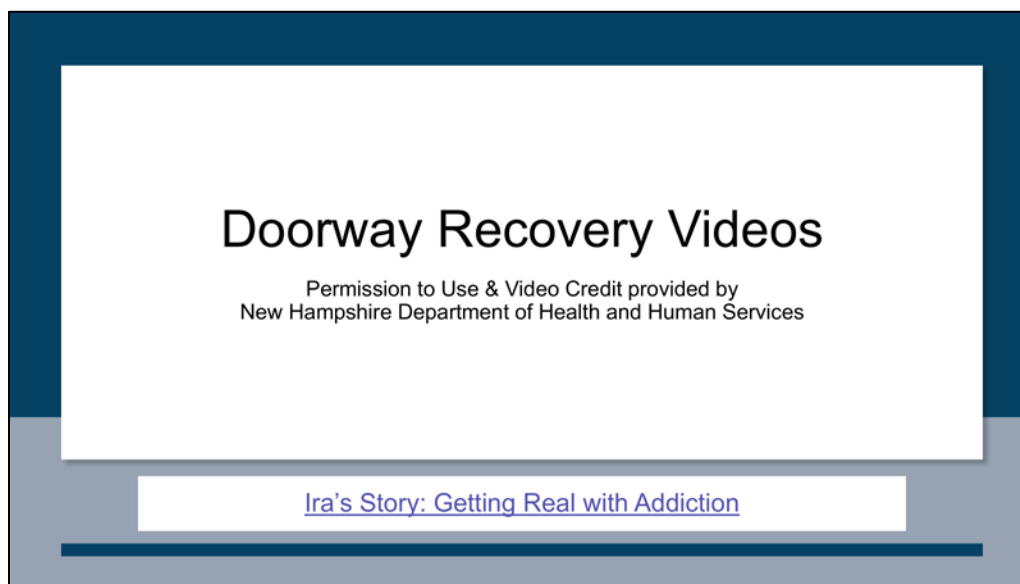 Doorway Recovery Videos
Permission to Use & Video Credit provided by
New Hampshire Department of Health and Human Services
Ira’s Story: Getting Real with Addiction